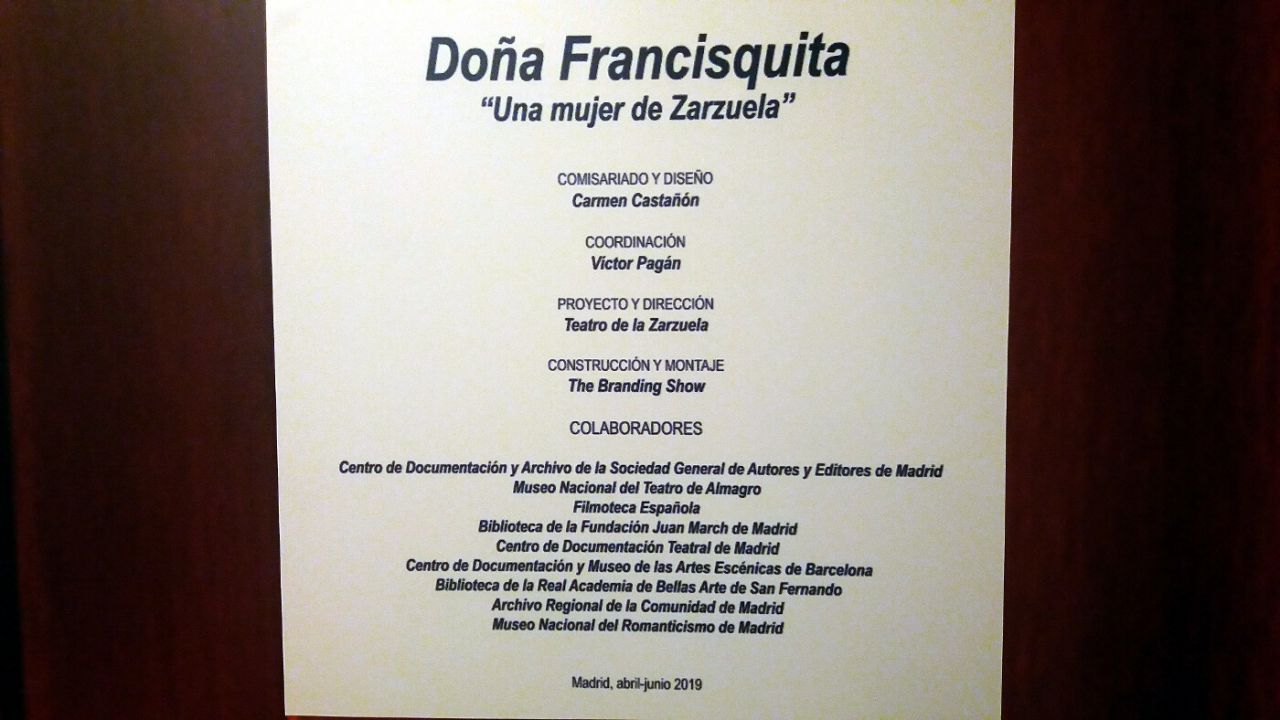 Doña Francisquita
“Una mujer de Zarzuela”
COMISARIADO Y DISEÑO
Carmen Castañón
COORDINACIÓN
Víctor Pagán
PROYECTO Y DIRECCIÓN
Teatro de la Zarzuela
CONSTRUCCIÓN Y MONTAJE
The Branding Show
COLABORADORES
Centro de Documentación y Archivo de la Sociedad General de Autores y Editores de Madrid
Museo Nacional del Teatro de Almagro
Filmoteca Española
Biblioteca de la Fundación Juan March de Madrid
Centro de Documentación Teatral de Madrid
Centro de Documentación y Museo de las Artes Escénicas de Barcelona
Biblioteca de la Real Academia de Bellas Arte de San Fernando
Archivo Regional de la Comunidad de Madrid
Museo Nacional del Romanticismo de Madrid
Madrid, abril-junio 2019